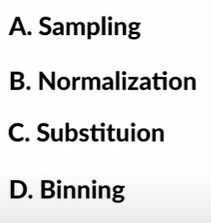 A. Sampling
B. Normalization
C. Substituion
D. Binning